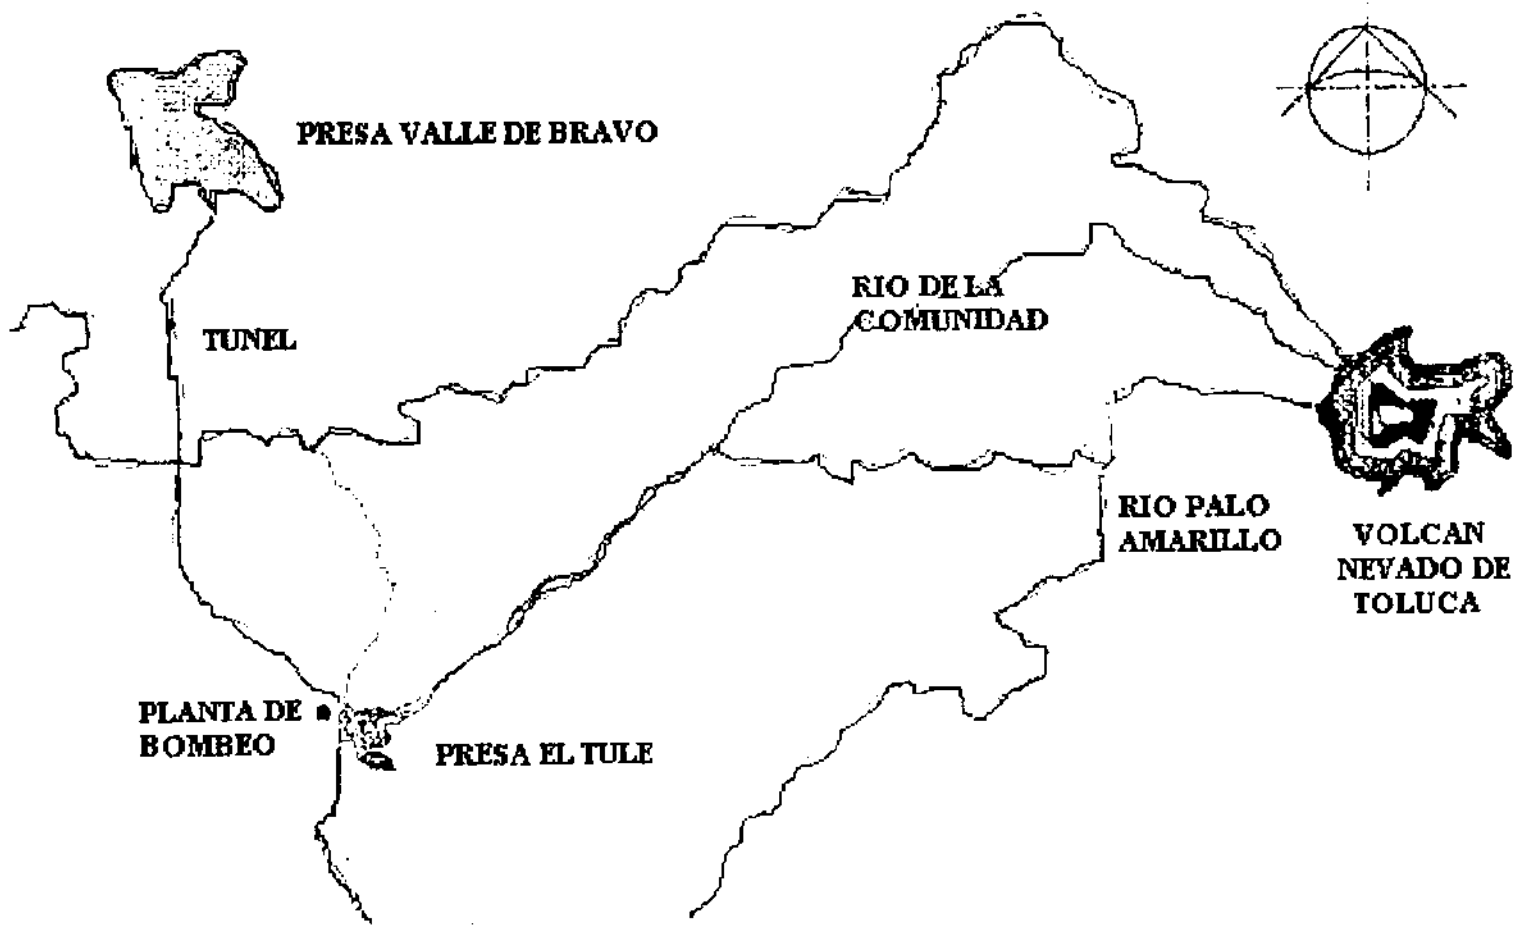 PRESA VALLE DE BRAVO
RIO DE LA
COMUNIDAD
TUNEL
RIO PALO
AMARILLO
VOLCAN
NEVADO DE
TOLUCA
PLANTA DE
BOMBEO
PRESA EL TULE